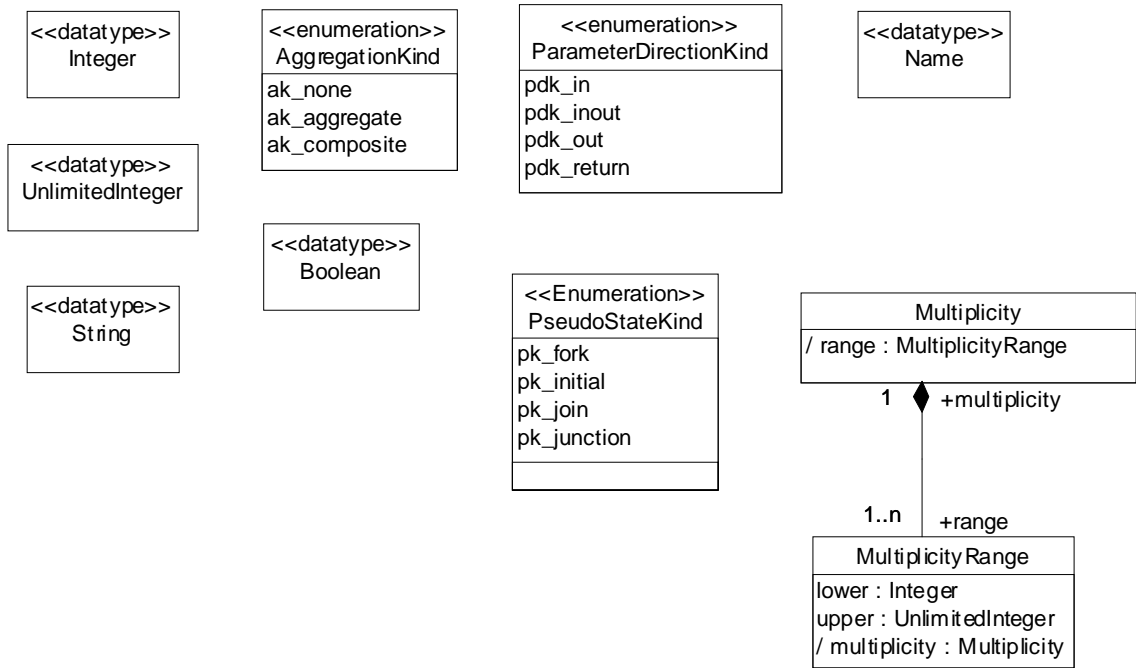 <<datatype>>
Integer
<<enumeration>>
AggregationKind
ak_none
ak_aggregate
ak_composite
<<enumeration>>
ParameterDirectionKind
pdk_in
pdk_inout
pdk_out
pdk_return
<<datatype>>
Name
<<datatype>>
UnlimitedInteger
<<datatype>>
Boolean
<<datatype>>
String
<<Enumeration>>
PseudoStateKind
pk_fork
pk_initial
pk_join
pk_junction
Multiplicity
/ range : MultiplicityRange
1 +multiplicity
1..n +range
MultiplicityRange
lower : Integer
upper : UnlimitedInteger
/ multiplicity : Multiplicity